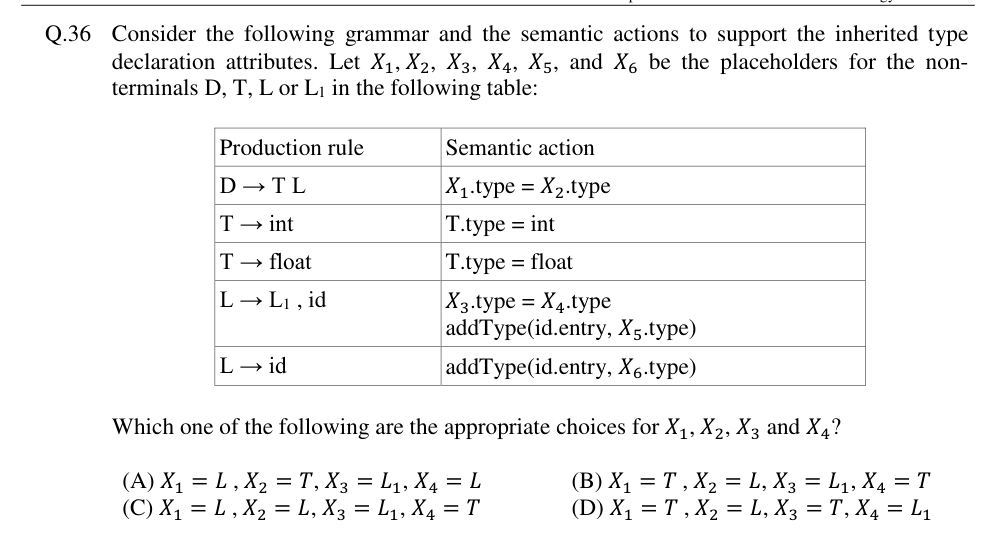 Q.36 Consider the following grammar and the semantic actions to support the inherited type
declaration attributes. Let X₁, X₂, X₃, X₄, X₅, and X₆ be the placeholders for the non-
terminals D, T, L or L₁ in the following table:
Production rule Semantic action
D → T L X₁.type = X₂.type
T → int T.type = int
T → float T.type = float
L → L₁ , id X₃.type = X₄.type
addType(id.entry, X₅.type)
L → id addType(id.entry, X₆.type)
Which one of the following are the appropriate choices for X₁, X₂, X₃ and X₄?
(A) X₁ = L , X₂ = T, X₃ = L₁, X₄ = L (B) X₁ = T , X₂ = L, X₃ = L₁, X₄ = T
(C) X₁ = L , X₂ = L, X₃ = L₁, X₄ = T (D) X₁ = T , X₂ = L, X₃ = T, X₄ = L₁